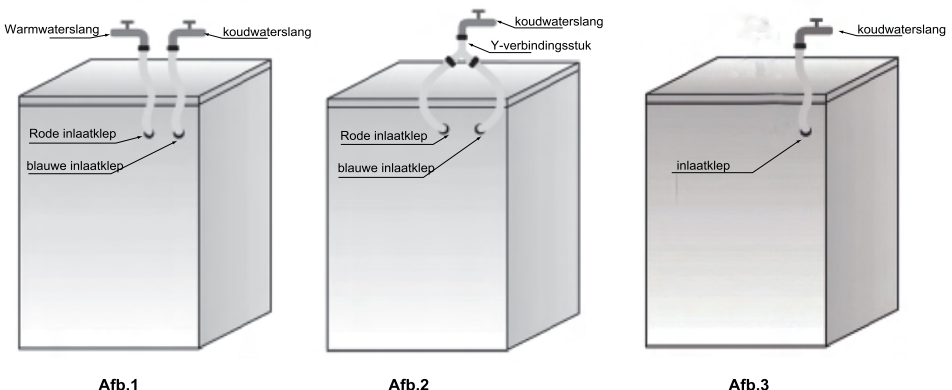 Warmwaterslang
koudwaterslang
Rode inlaatklep
blauwe inlaatklep
Afb.1
koudwaterslang
Y-verbindingsstuk
Rode inlaatklep
blauwe inlaatklep
Afb.2
koudwaterslang
inlaatklep
Afb.3